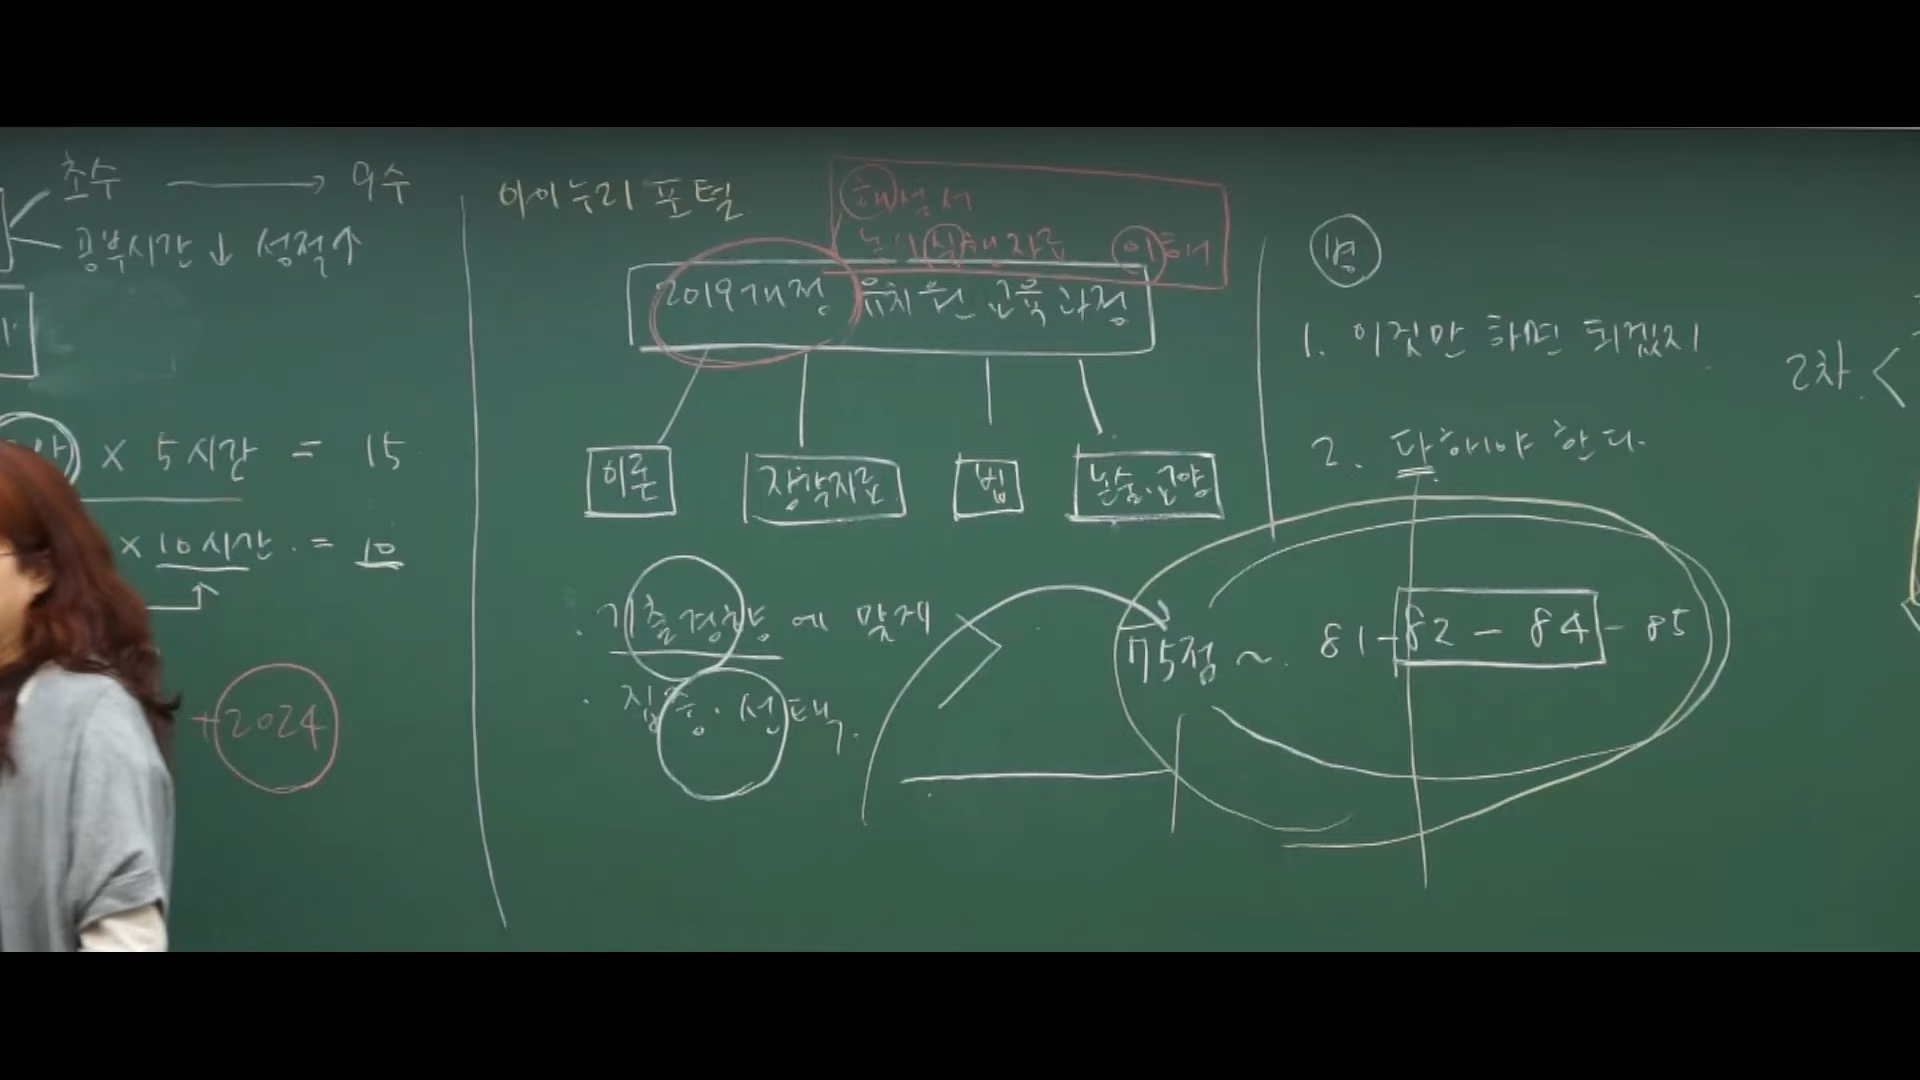 초수 → 9수
공부시간 ↓ 성적↑
× 5시간 = 15
× 10시간 = 10
+2024
아이누리 포털
해설서
실행자료 이해
2019개정 유치원 교육과정
이론
장학자료
법
논술·교양
· 기출경향에 맞게
· 집중·선택.
병
1. 이것만 하면 되겠지
2. 다해야 한다.
75점 ~ 81-82-84-85
2차 <